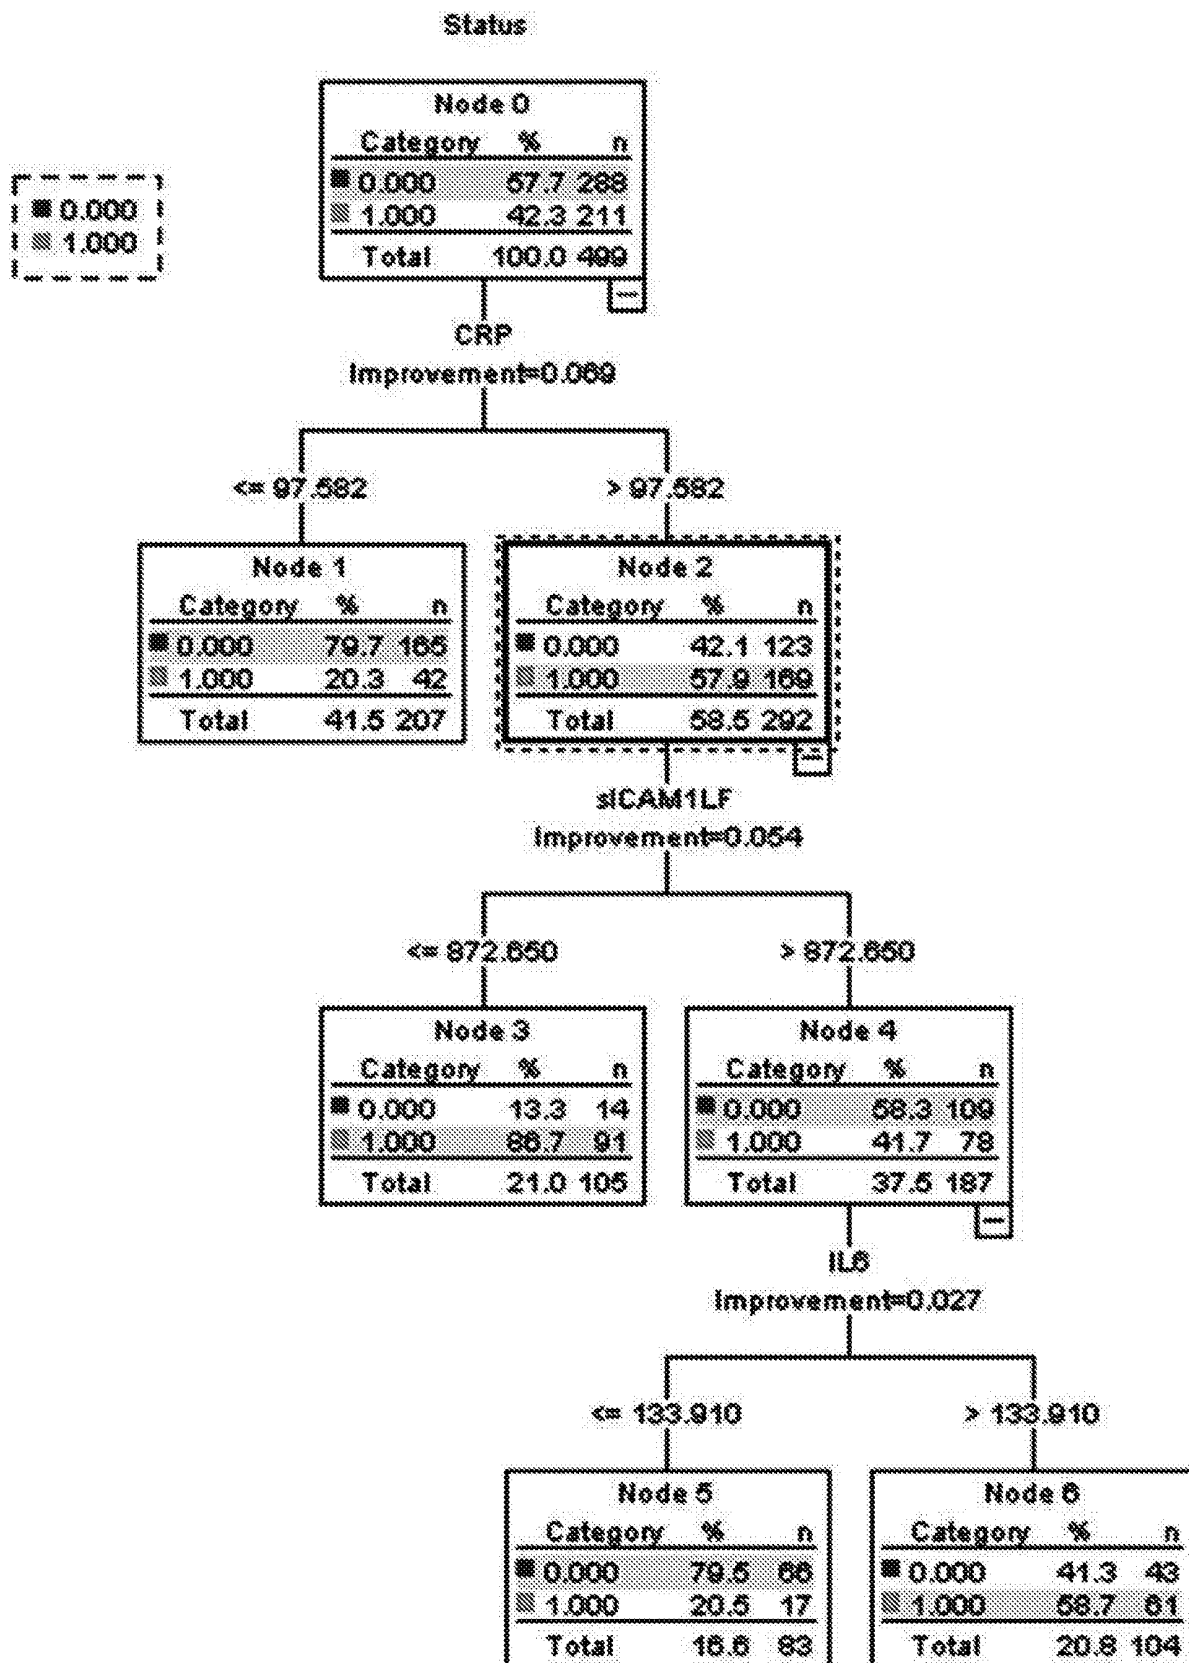 Status
Node 0
Category % n
0.000 57.7 288
1.000 42.3 211
Total 100.0 499
0.000
1.000
CRP
Improvement=0.069
<= 97.582 > 97.582
Node 1
Category % n
0.000 79.7 165
1.000 20.3 42
Total 41.5 207
Node 2
Category % n
0.000 42.1 123
1.000 57.9 169
Total 58.5 292
sICAM1LF
Improvement=0.054
<= 872.650 > 872.650
Node 3
Category % n
0.000 13.3 14
1.000 86.7 91
Total 21.0 105
Node 4
Category % n
0.000 58.3 109
1.000 41.7 78
Total 37.5 187
IL6
Improvement=0.027
<= 133.910 > 133.910
Node 5
Category % n
0.000 79.5 66
1.000 20.5 17
Total 16.6 83
Node 6
Category % n
0.000 41.3 43
1.000 58.7 61
Total 20.8 104